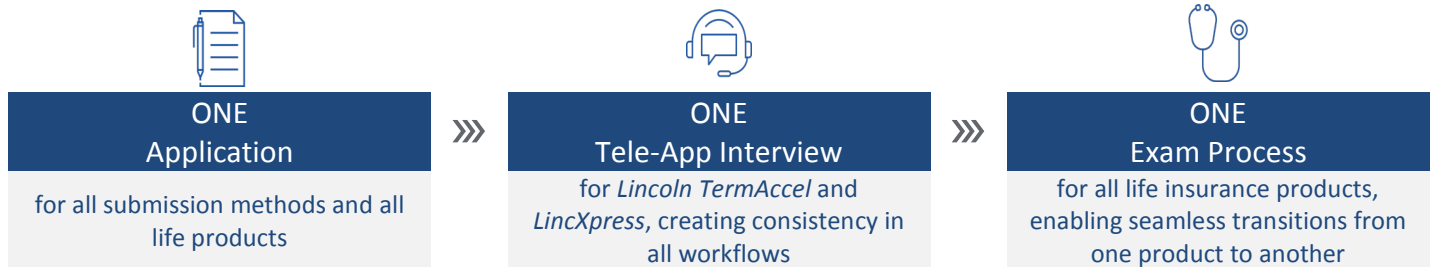 ONE
Application
for all submission methods and all
life products
ONE
Tele-App Interview
for Lincoln TermAccel and
LincXpress, creating consistency in
all workflows
ONE
Exam Process
for all life insurance products,
enabling seamless transitions from
one product to another